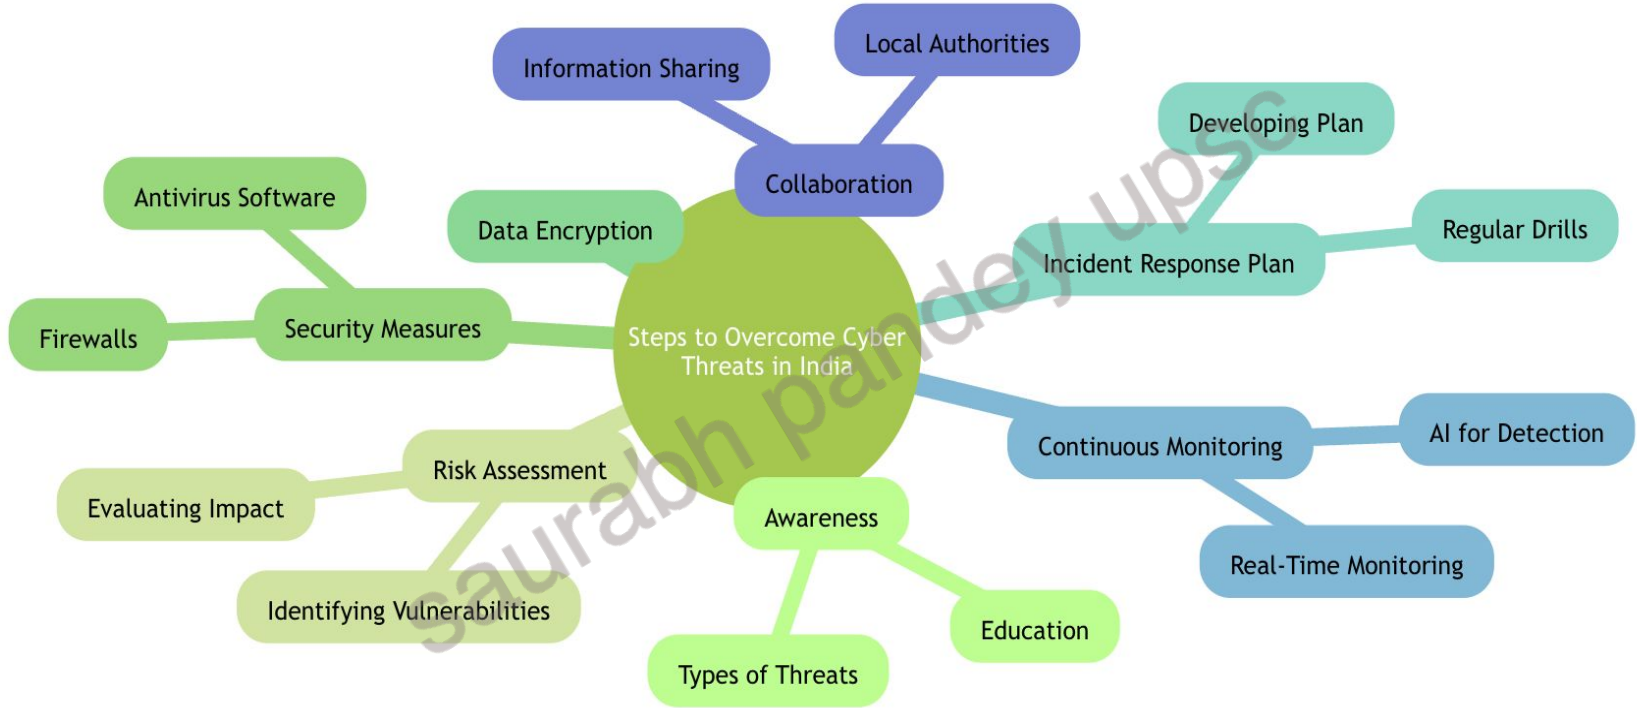 Local Authorities
Information Sharing
Developing Plan
Collaboration
Antivirus Software
Data Encryption
Regular Drills
Incident Response Plan
Firewalls
Security Measures
Steps to Overcome Cyber
Threats in India
AI for Detection
Continuous Monitoring
Risk Assessment
Evaluating Impact
Awareness
Real-Time Monitoring
Identifying Vulnerabilities
Education
Types of Threats
saurabh pandey upsc